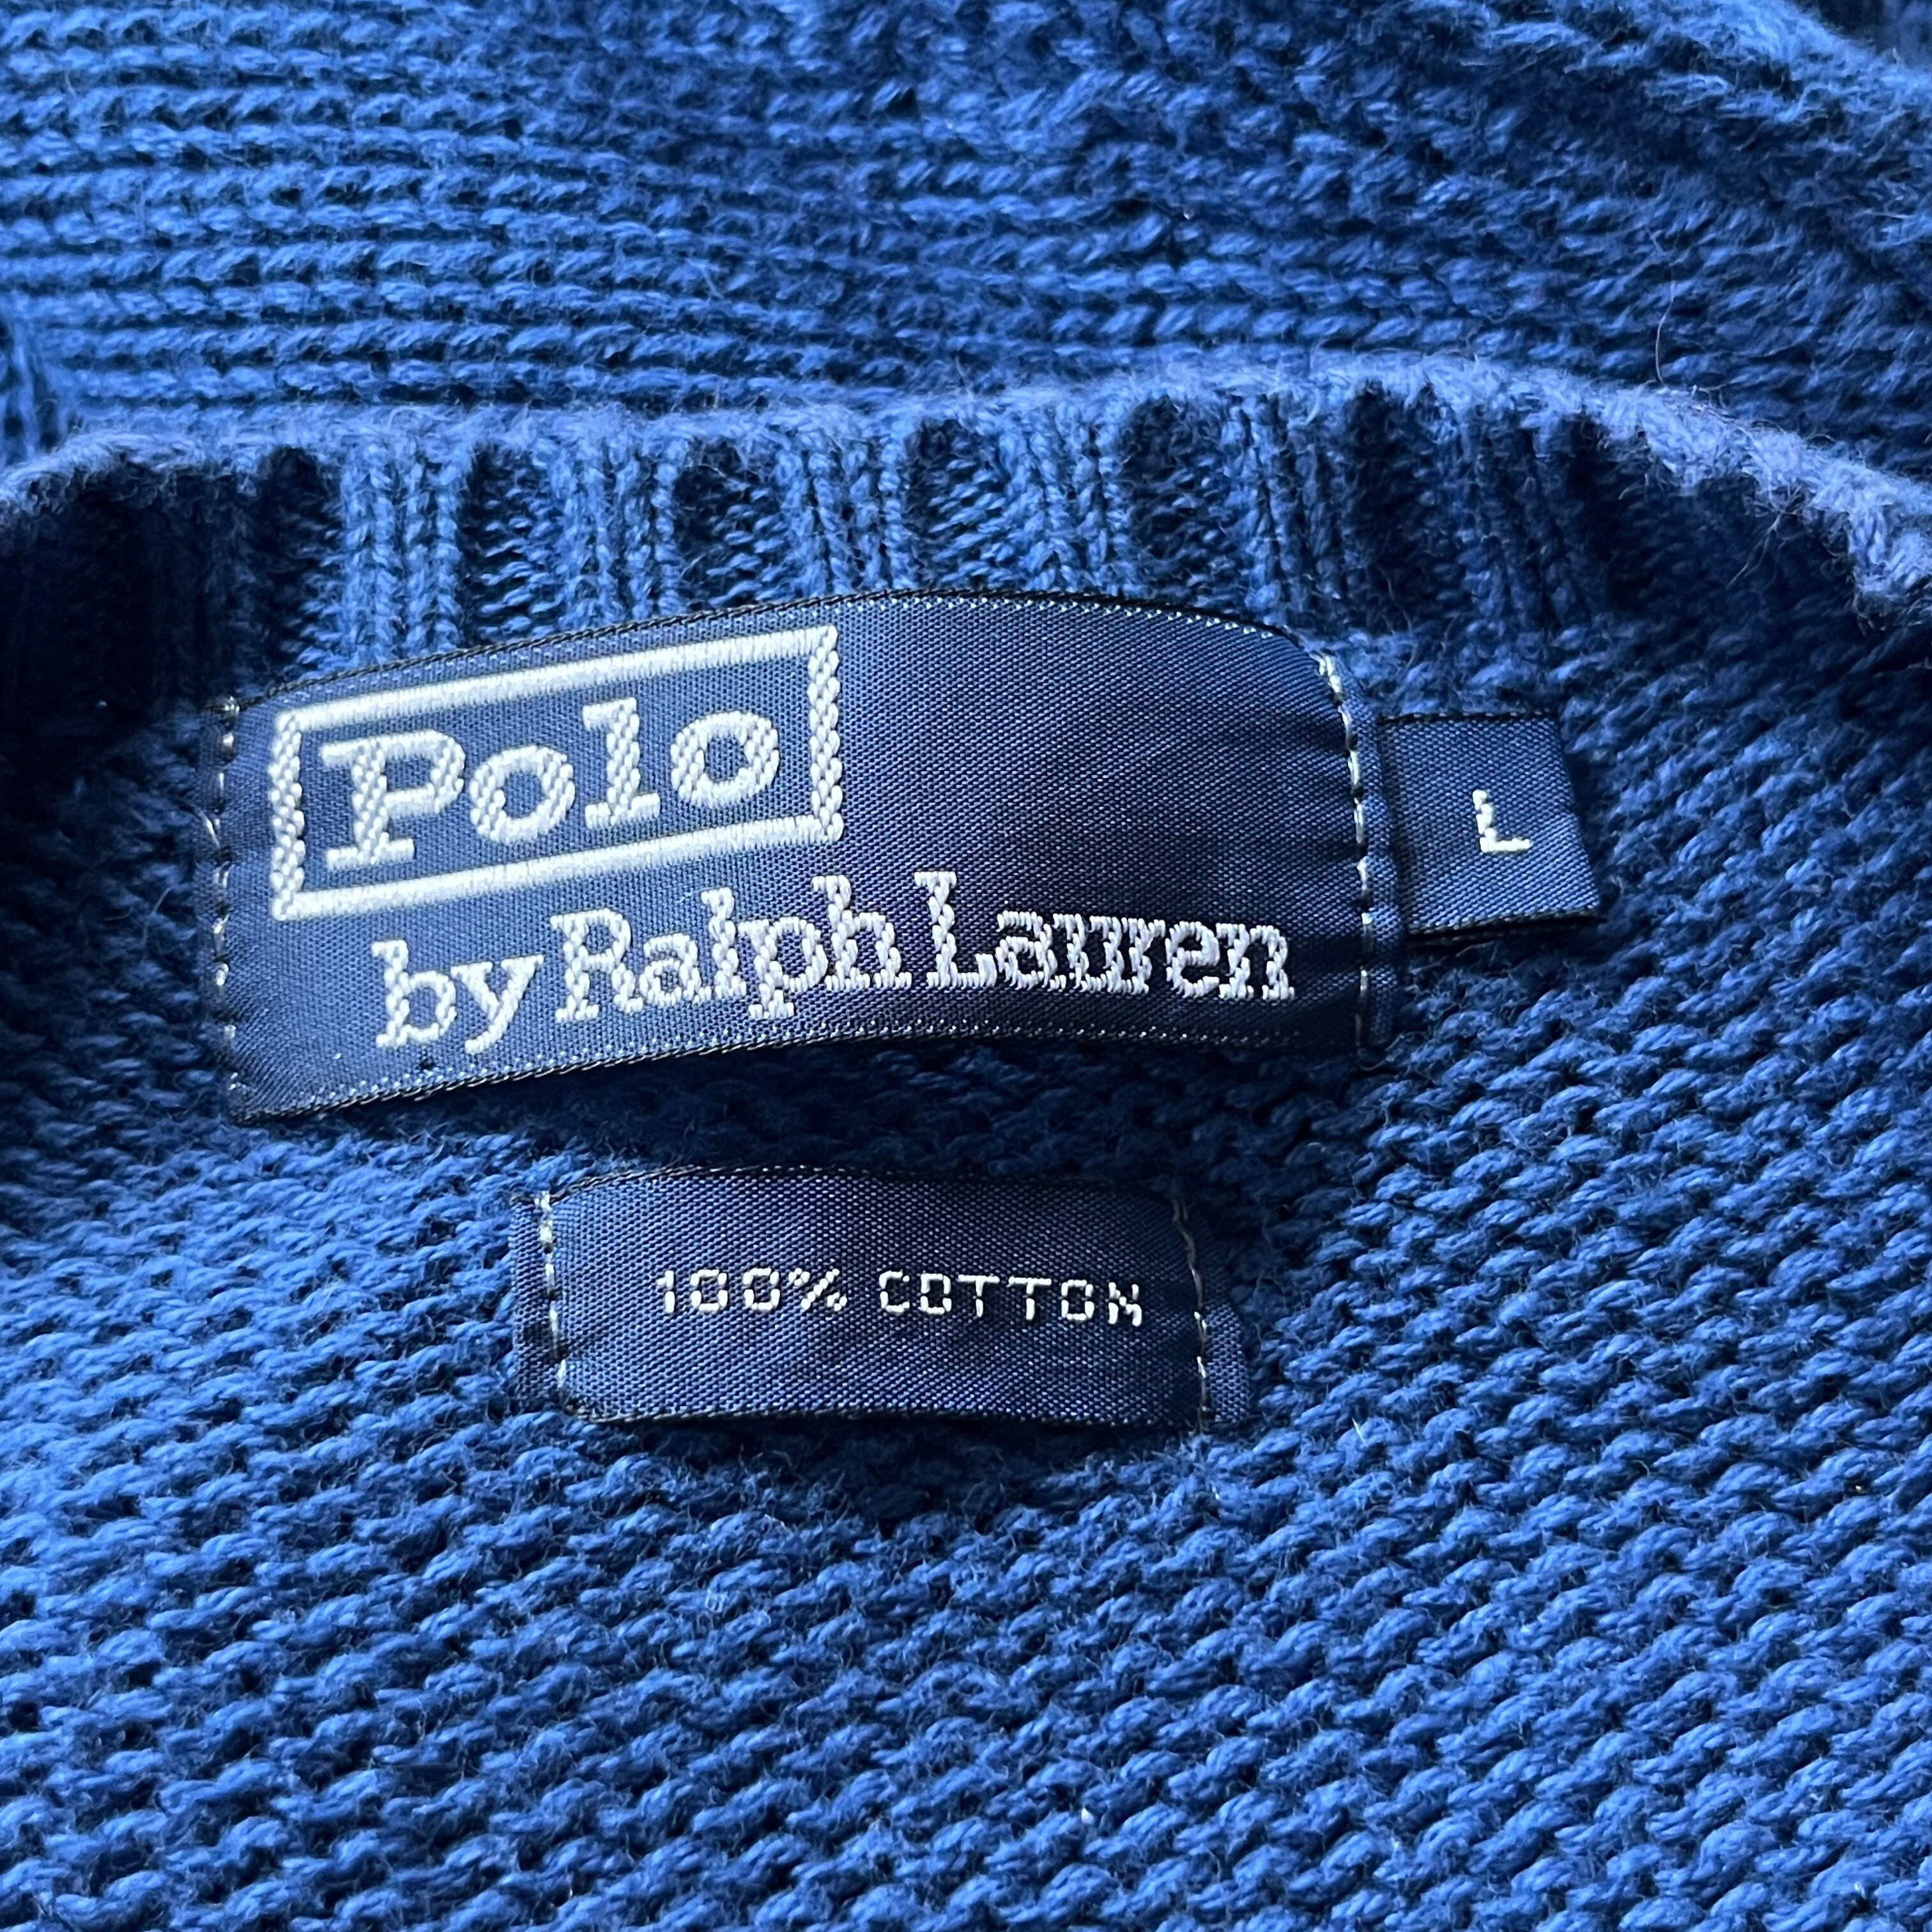 Polo
by Ralph Lauren
L
100% COTTON